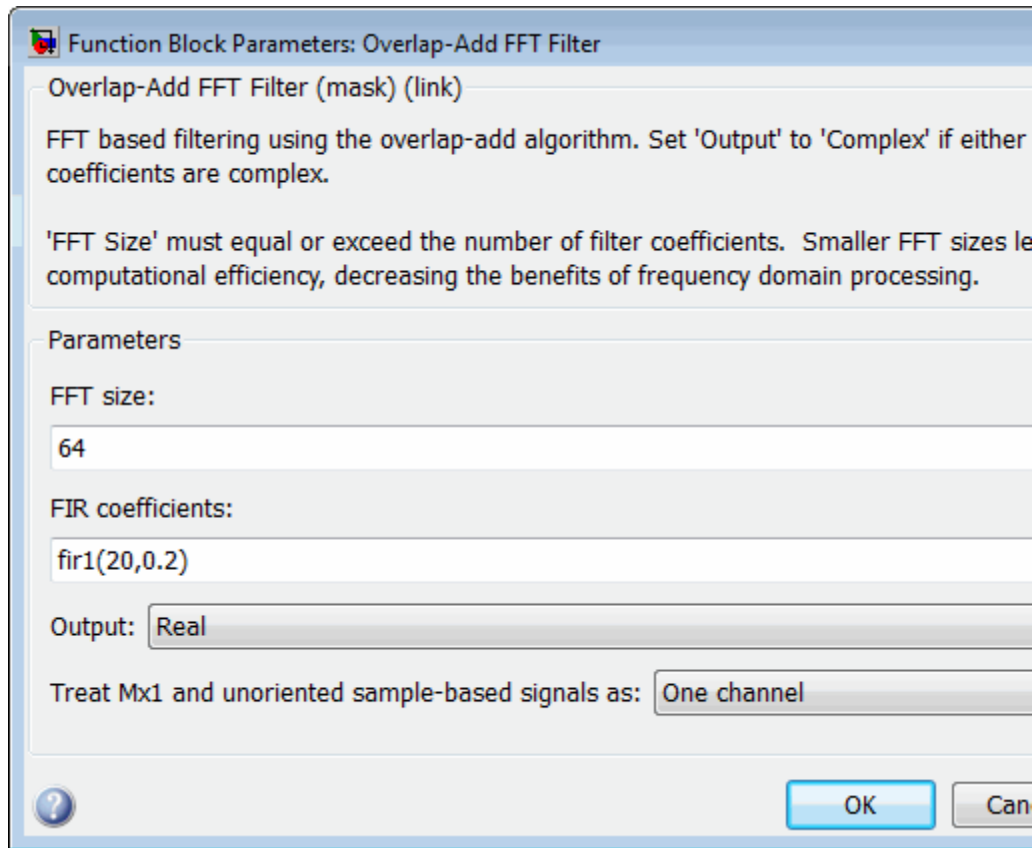 Function Block Parameters: Overlap-Add FFT Filter
Overlap-Add FFT Filter (mask) (link)
FFT based filtering using the overlap-add algorithm. Set 'Output' to 'Complex' if either
coefficients are complex.
'FFT Size' must equal or exceed the number of filter coefficients.  Smaller FFT sizes le
computational efficiency, decreasing the benefits of frequency domain processing.
Parameters
FFT size:
64
FIR coefficients:
fir1(20,0.2)
Output: Real
Treat Mx1 and unoriented sample-based signals as: One channel
? OK Can